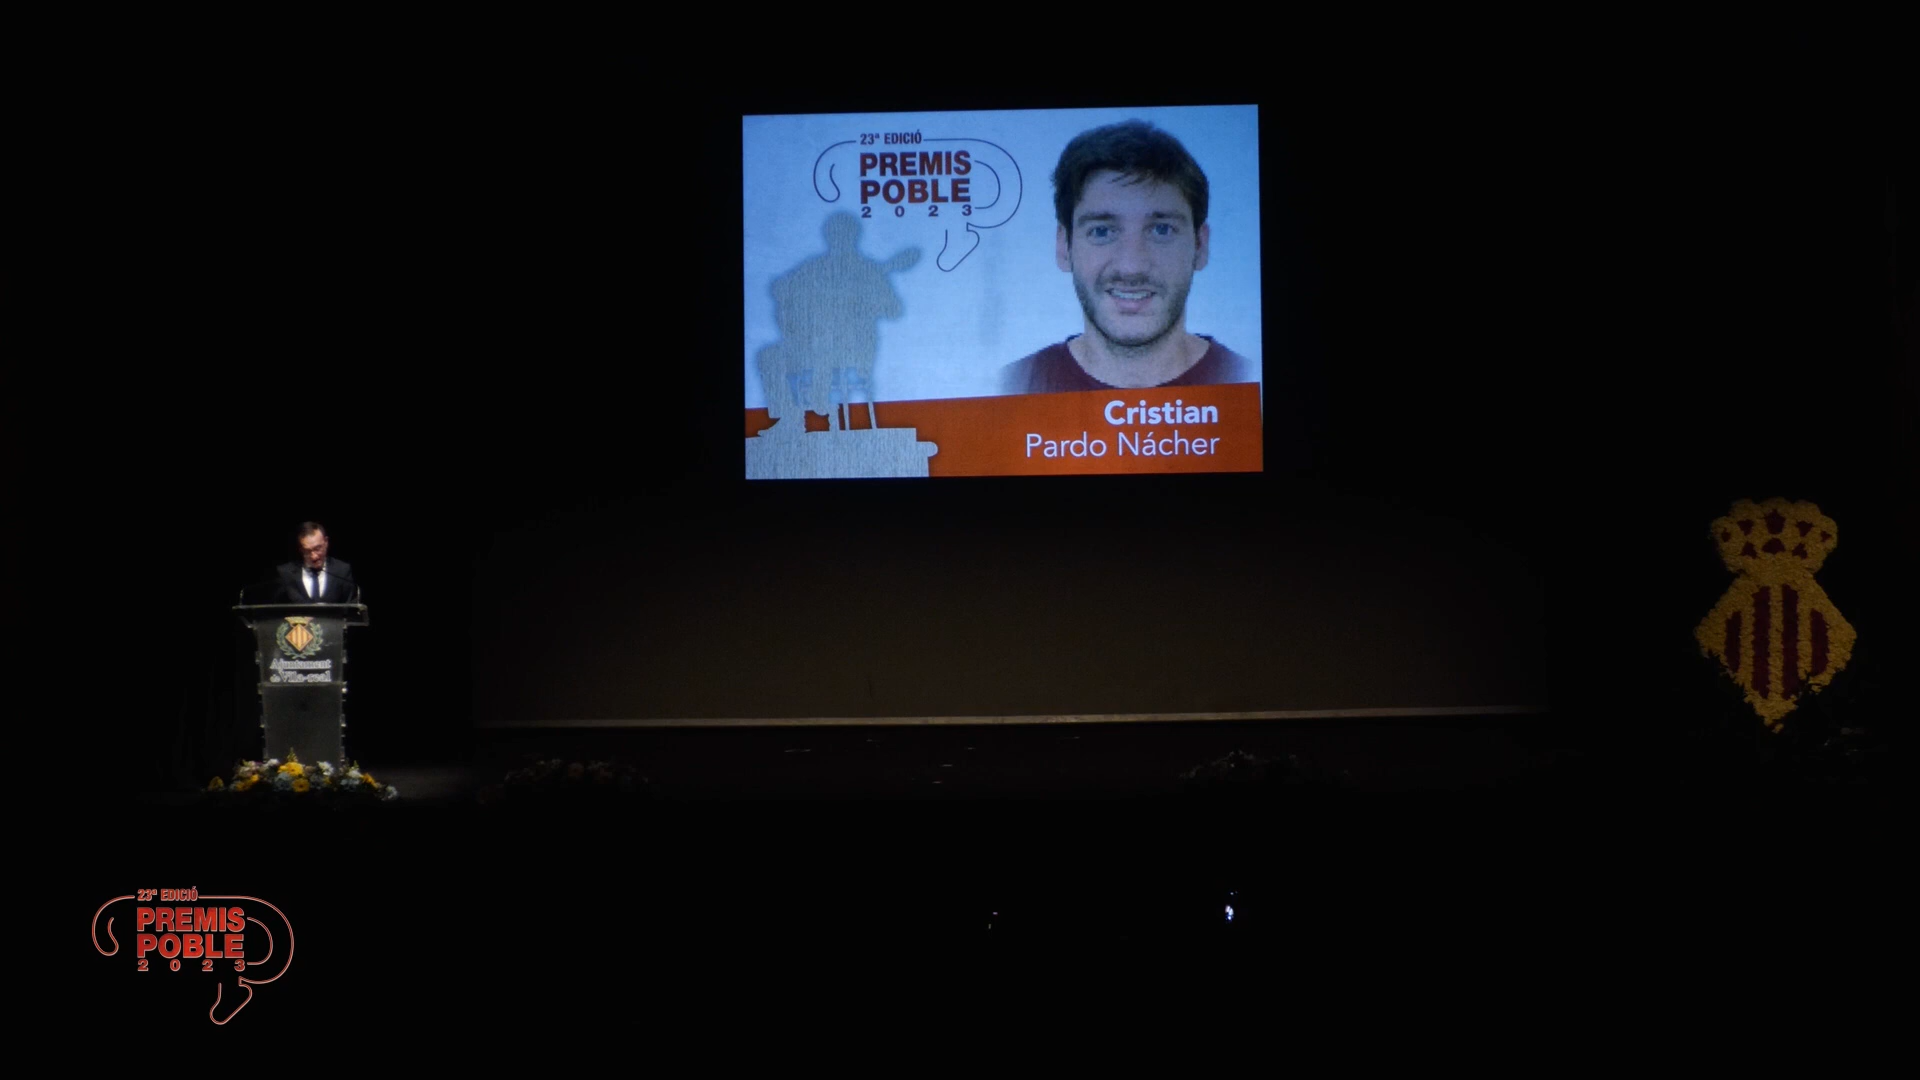 23ª EDICIÓ
PREMIS
POBLE
2023
Cristian
Pardo Nácher
Ajuntament
de Vila-real
23ª EDICIÓ
PREMIS
POBLE
2023